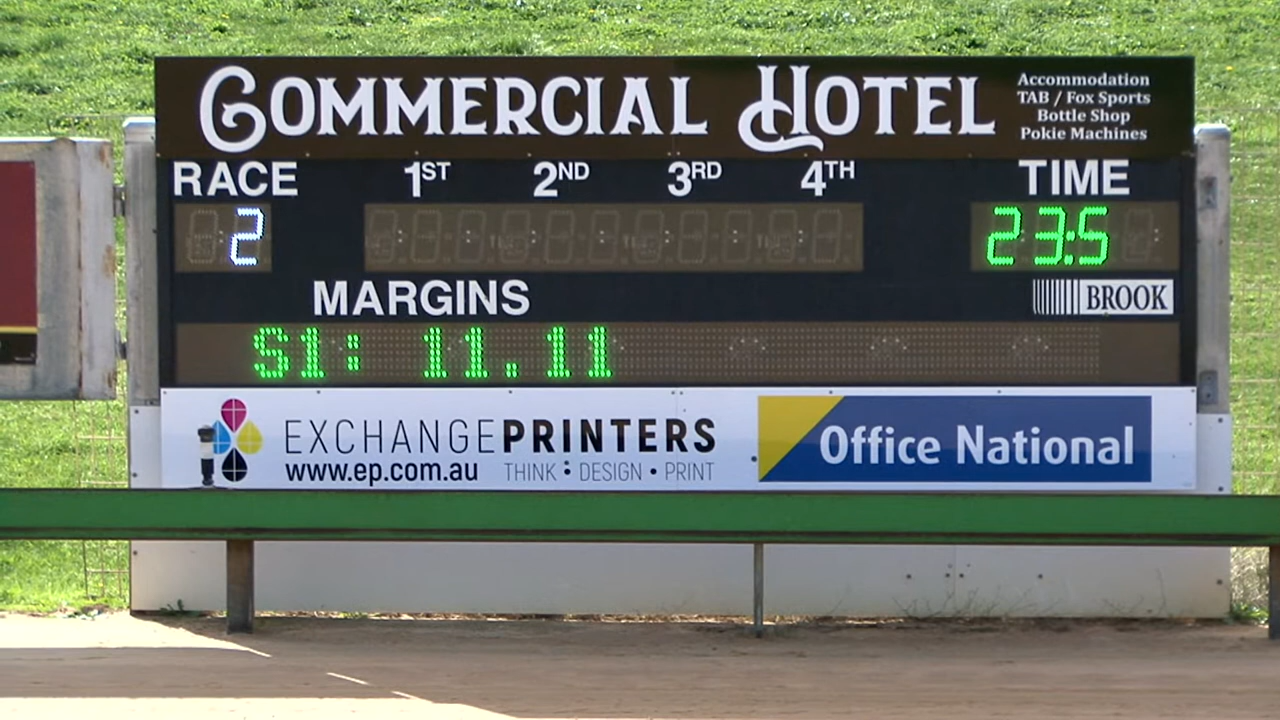 COMMERCIAL HOTEL
Accommodation
TAB / Fox Sports
Bottle Shop
Pokie Machines
RACE 1ST 2ND 3RD 4TH TIME
2 23:5
MARGINS
BROOK
S1: 11.11
EXCHANGEPRINTERS
www.ep.com.au THINK • DESIGN • PRINT
Office National